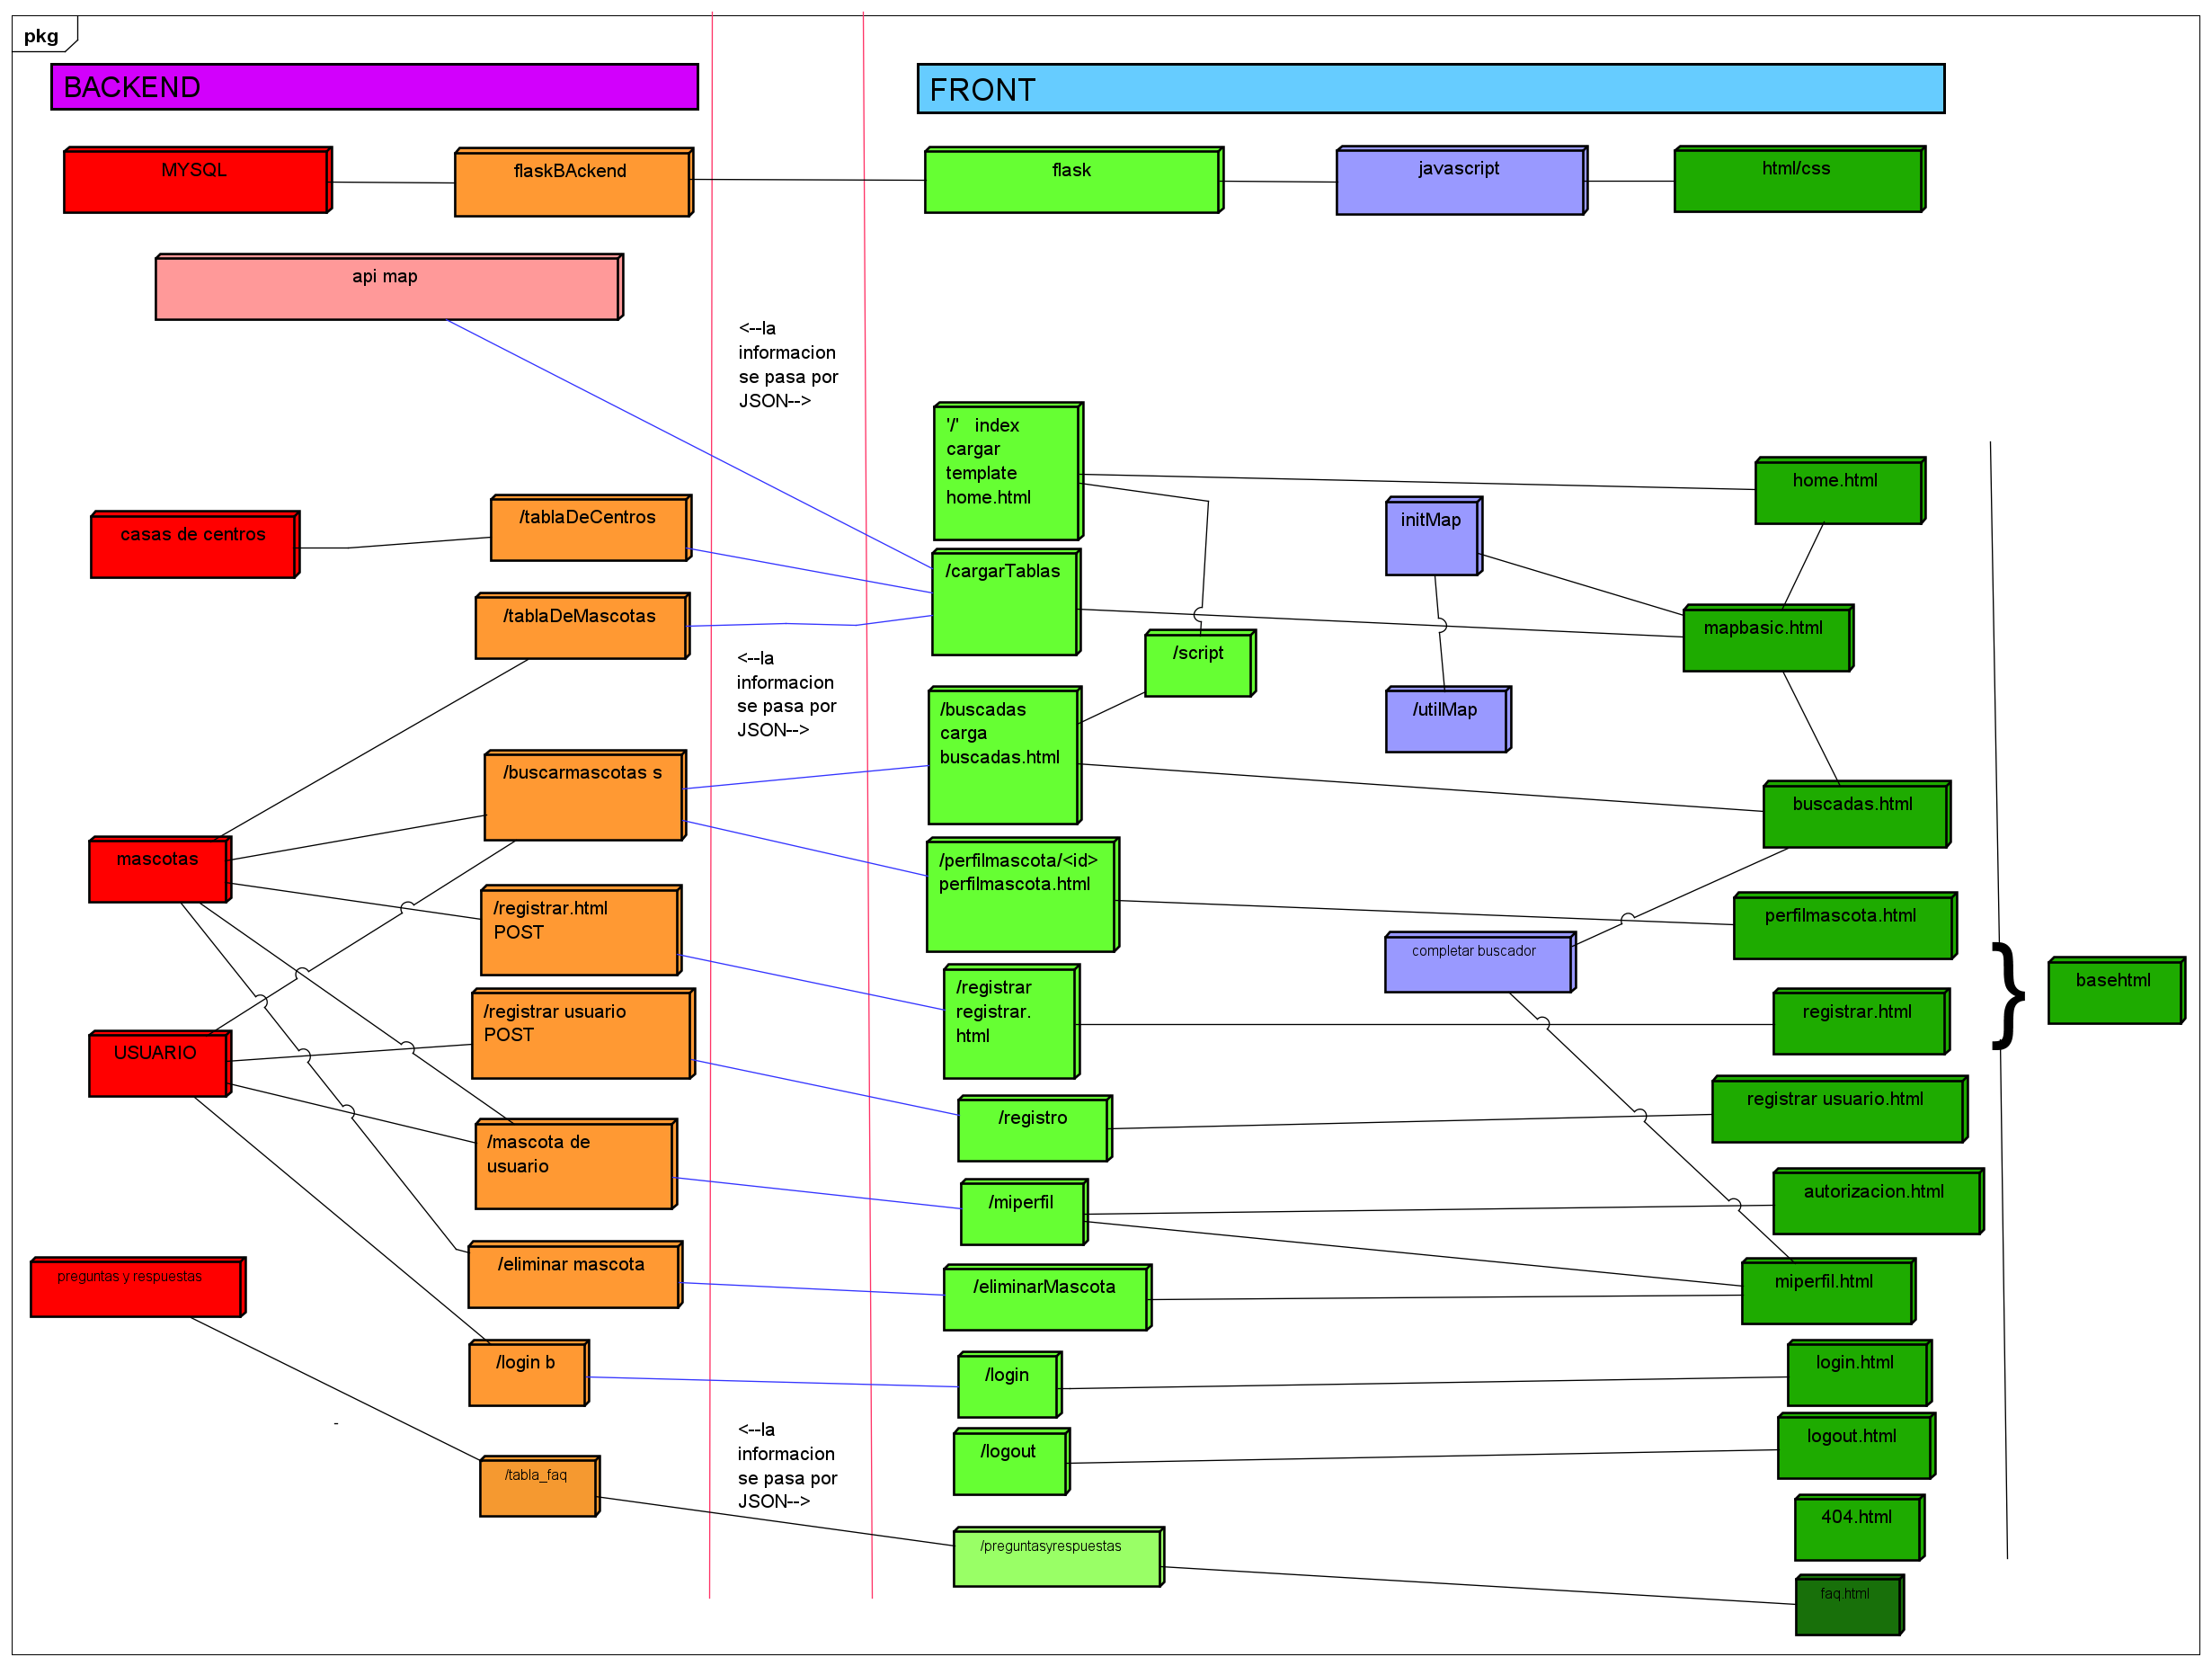 pkg
BACKEND
FRONT
MYSQL
flaskBAckend
flask
javascript
html/css
api map
<--la
informacion
se pasa por
JSON-->
'/'   index
cargar
template
home.html
home.html
initMap
casas de centros
/tablaDeCentros
/cargarTablas
/tablaDeMascotas
mapbasic.html
/script
<--la
informacion
se pasa por
JSON-->
/buscadas
carga
buscadas.html
/utilMap
/buscarmascotas s
buscadas.html
mascotas
/perfilmascota/<id>
perfilmascota.html
/registrar.html
POST
completar buscador
perfilmascota.html
}
basehtml
/registrar
registrar.
html
registrar.html
/registrar usuario
POST
USUARIO
/registro
registrar usuario.html
/mascota de
usuario
/miperfil
autorizacion.html
preguntas y respuestas
/eliminar mascota
/eliminarMascota
miperfil.html
/login b
/login
login.html
-
<--la
informacion
se pasa por
JSON-->
/logout
logout.html
/tabla_faq
404.html
/preguntasyrespuestas
faq.html